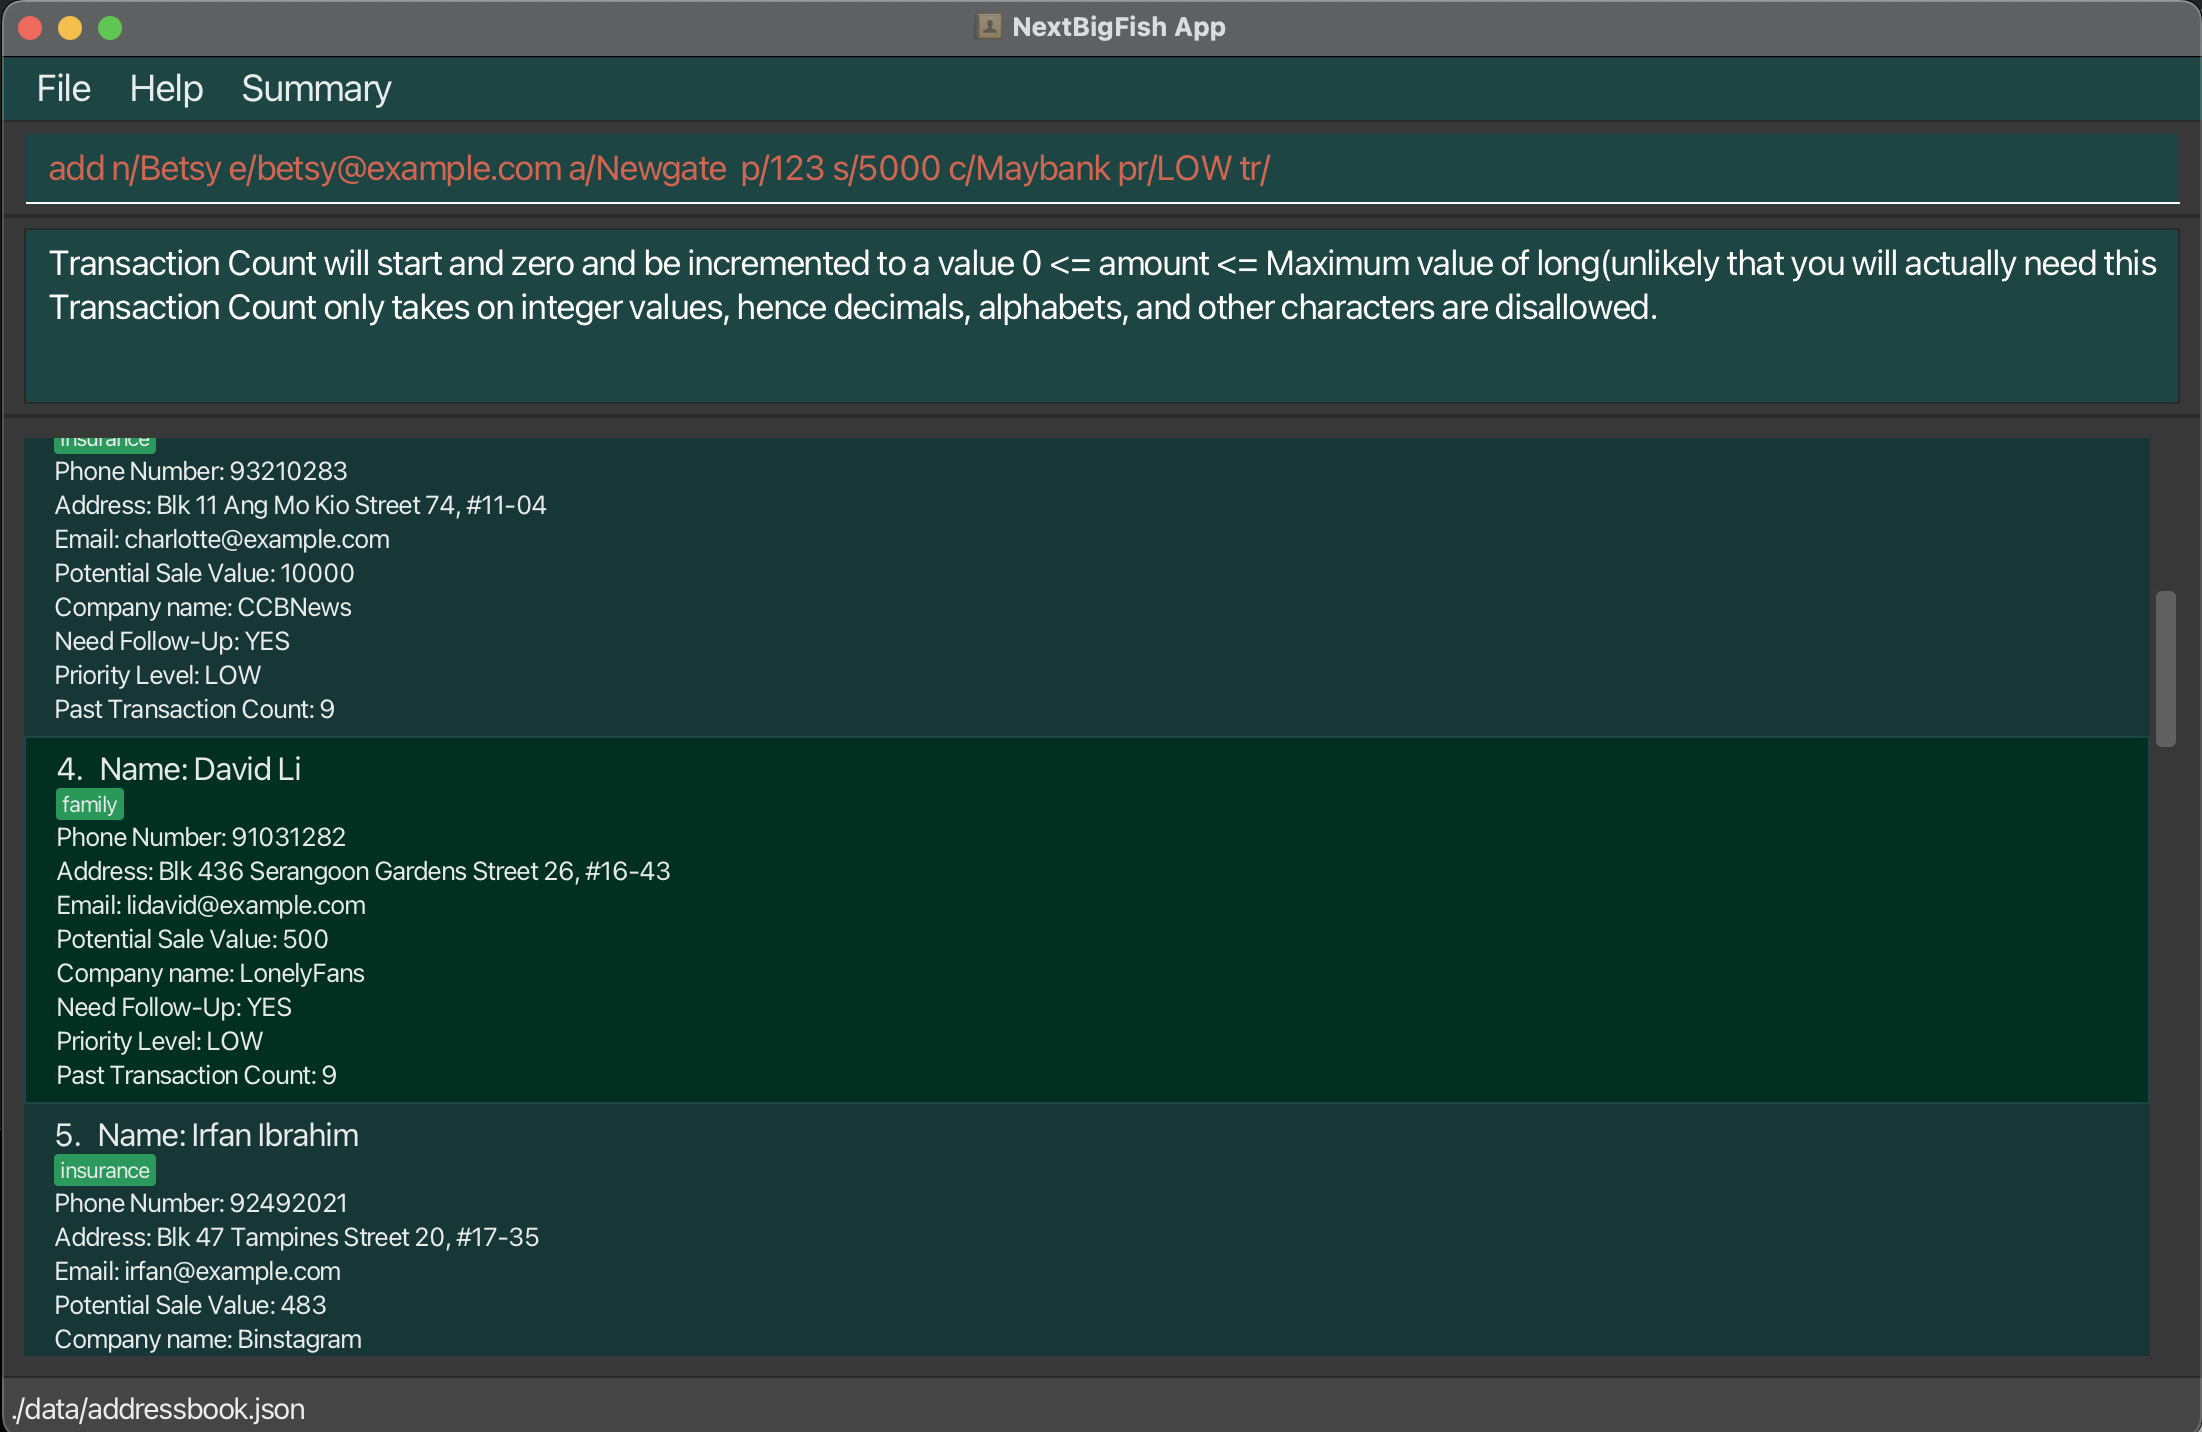 NextBigFish App
File Help Summary
add n/Betsy e/betsy@example.com a/Newgate  p/123 s/5000 c/Maybank pr/LOW tr/
Transaction Count will start and zero and be incremented to a value 0 <= amount <= Maximum value of long(unlikely that you will actually need this
Transaction Count only takes on integer values, hence decimals, alphabets, and other characters are disallowed.
insurance
Phone Number: 93210283
Address: Blk 11 Ang Mo Kio Street 74, #11-04
Email: charlotte@example.com
Potential Sale Value: 10000
Company name: CCBNews
Need Follow-Up: YES
Priority Level: LOW
Past Transaction Count: 9
4. Name: David Li
family
Phone Number: 91031282
Address: Blk 436 Serangoon Gardens Street 26, #16-43
Email: lidavid@example.com
Potential Sale Value: 500
Company name: LonelyFans
Need Follow-Up: YES
Priority Level: LOW
Past Transaction Count: 9
5. Name: Irfan Ibrahim
insurance
Phone Number: 92492021
Address: Blk 47 Tampines Street 20, #17-35
Email: irfan@example.com
Potential Sale Value: 483
Company name: Binstagram
./data/addressbook.json